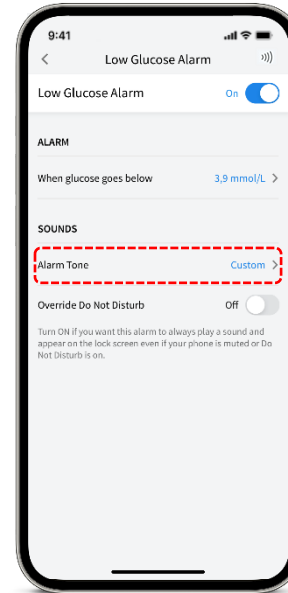 9:41
Low Glucose Alarm
Low Glucose Alarm On
ALARM
When glucose goes below 3,9 mmol/L
SOUNDS
Alarm Tone Custom
Override Do Not Disturb Off
Turn ON if you want this alarm to always play a sound and
appear on the lock screen even if your phone is muted or Do
Not Disturb is on.